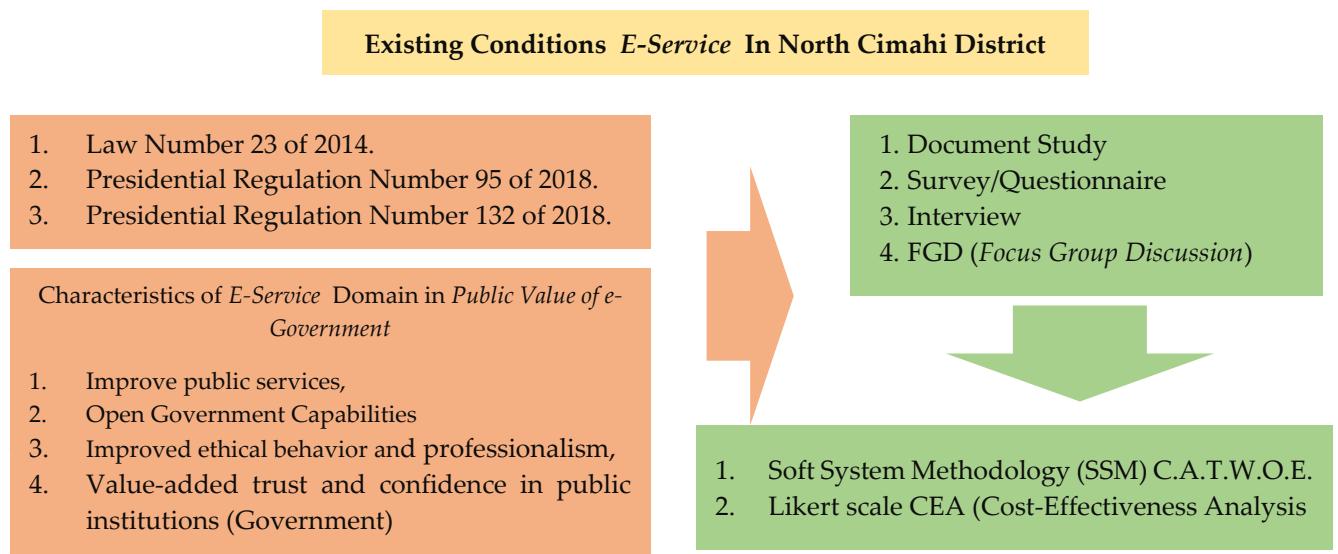 Existing Conditions E-Service In North Cimahi District
1. Law Number 23 of 2014.
2. Presidential Regulation Number 95 of 2018.
3. Presidential Regulation Number 132 of 2018.
Characteristics of E-Service Domain in Public Value of e-
Government
1. Improve public services,
2. Open Government Capabilities
3. Improved ethical behavior and professionalism,
4. Value-added trust and confidence in public
institutions (Government)
1. Document Study
2. Survey/Questionnaire
3. Interview
4. FGD (Focus Group Discussion)
1. Soft System Methodology (SSM) C.A.T.W.O.E.
2. Likert scale CEA (Cost-Effectiveness Analysis